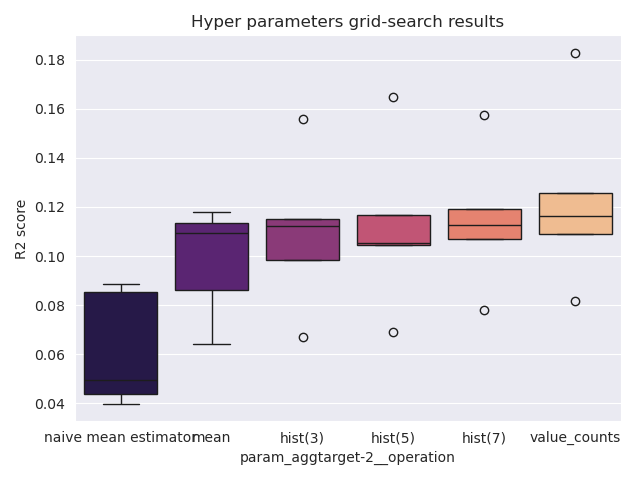 Hyper parameters grid-search results
R2 score
0.18
0.16
0.14
0.12
0.10
0.08
0.06
0.04
naive mean estimator
mean
hist(3)
hist(5)
hist(7)
value_counts
param_aggtarget-2__operation